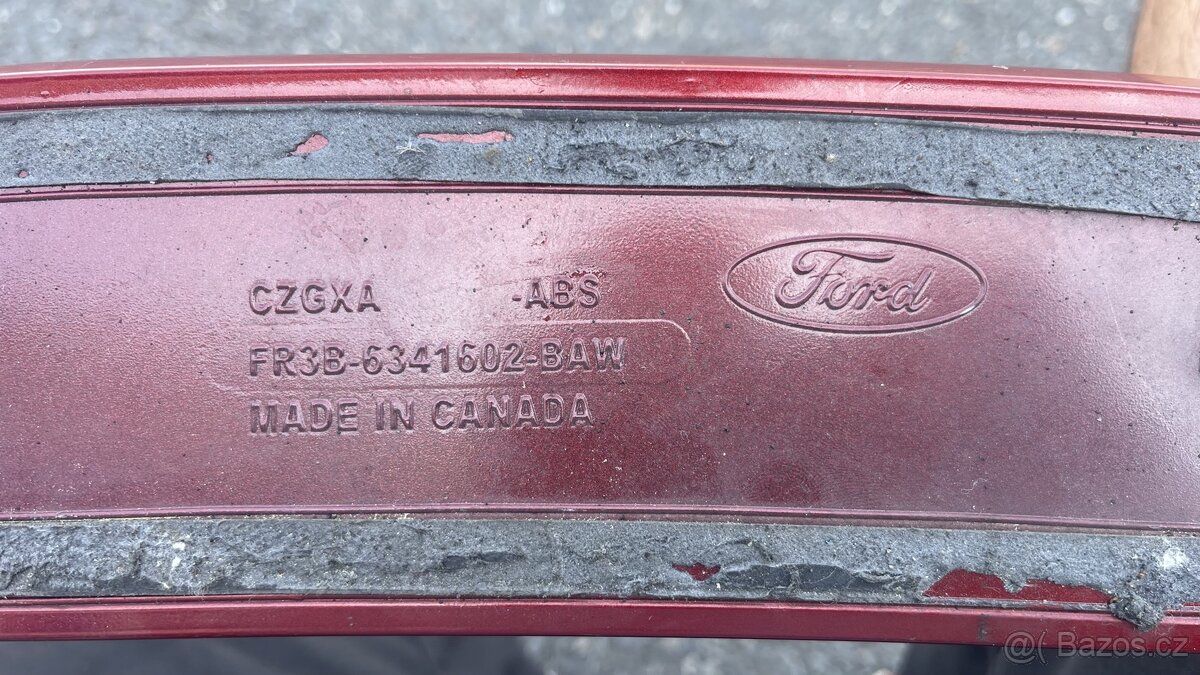 CZGXA -ABS
Ford
FR3B-6341602-BAW
MADE IN CANADA
@ Bazos.cz